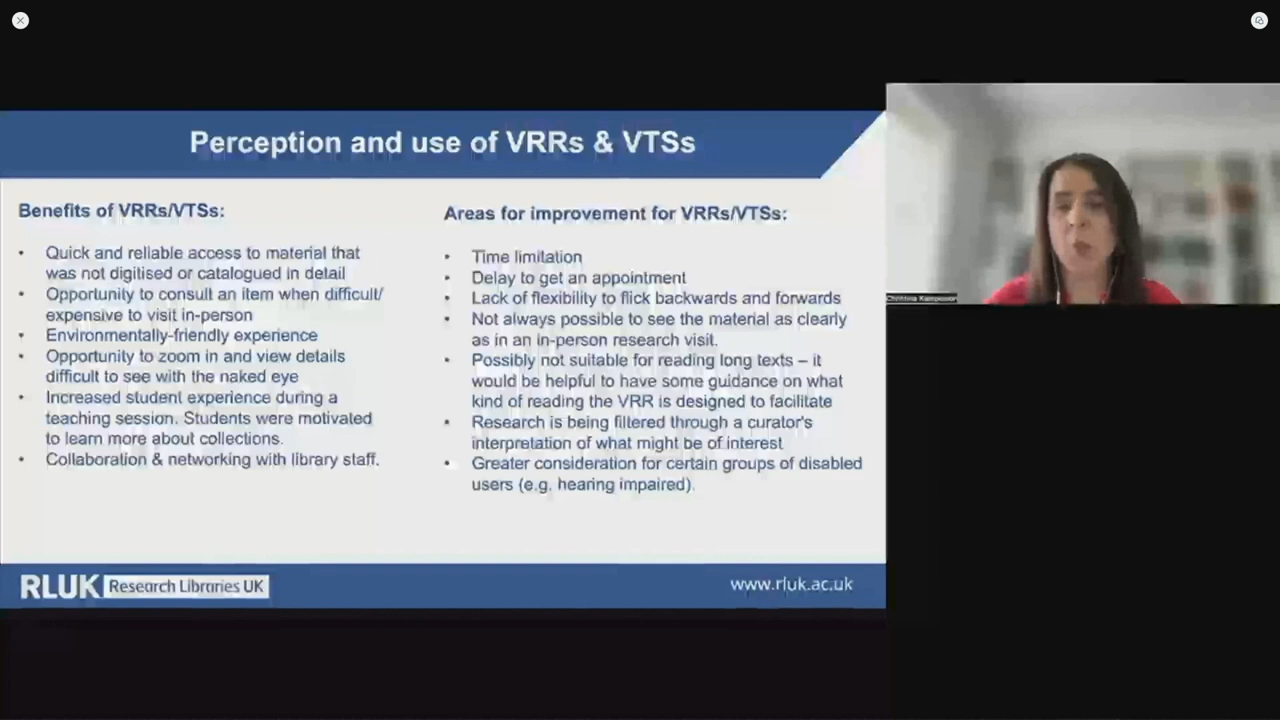 Perception and use of VRRs & VTSs
Benefits of VRRs/VTSs:
• Quick and reliable access to material that
was not digitised or catalogued in detail
• Opportunity to consult an item when difficult/
expensive to visit in-person
• Environmentally-friendly experience
• Opportunity to zoom in and view details
difficult to see with the naked eye
• Increased student experience during a
teaching session. Students were motivated
to learn more about collections.
• Collaboration & networking with library staff.
Areas for improvement for VRRs/VTSs:
• Time limitation
• Delay to get an appointment
• Lack of flexibility to flick backwards and forwards
• Not always possible to see the material as clearly
as in an in-person research visit.
• Possibly not suitable for reading long texts – it
would be helpful to have some guidance on what
kind of reading the VRR is designed to facilitate
• Research is being filtered through a curator's
interpretation of what might be of interest
• Greater consideration for certain groups of disabled
users (e.g. hearing impaired).
RLUK Research Libraries UK
www.rluk.ac.uk
Christina Kamposiori